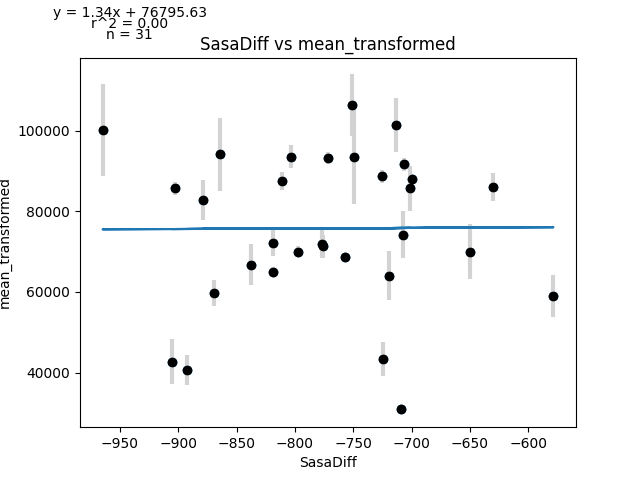 y = 1.34x + 76795.63
r^2 = 0.00
n = 31
SasaDiff vs mean_transformed
100000
80000
60000
40000
mean_transformed
−950
−900
−850
−800
−750
−700
−650
−600
SasaDiff